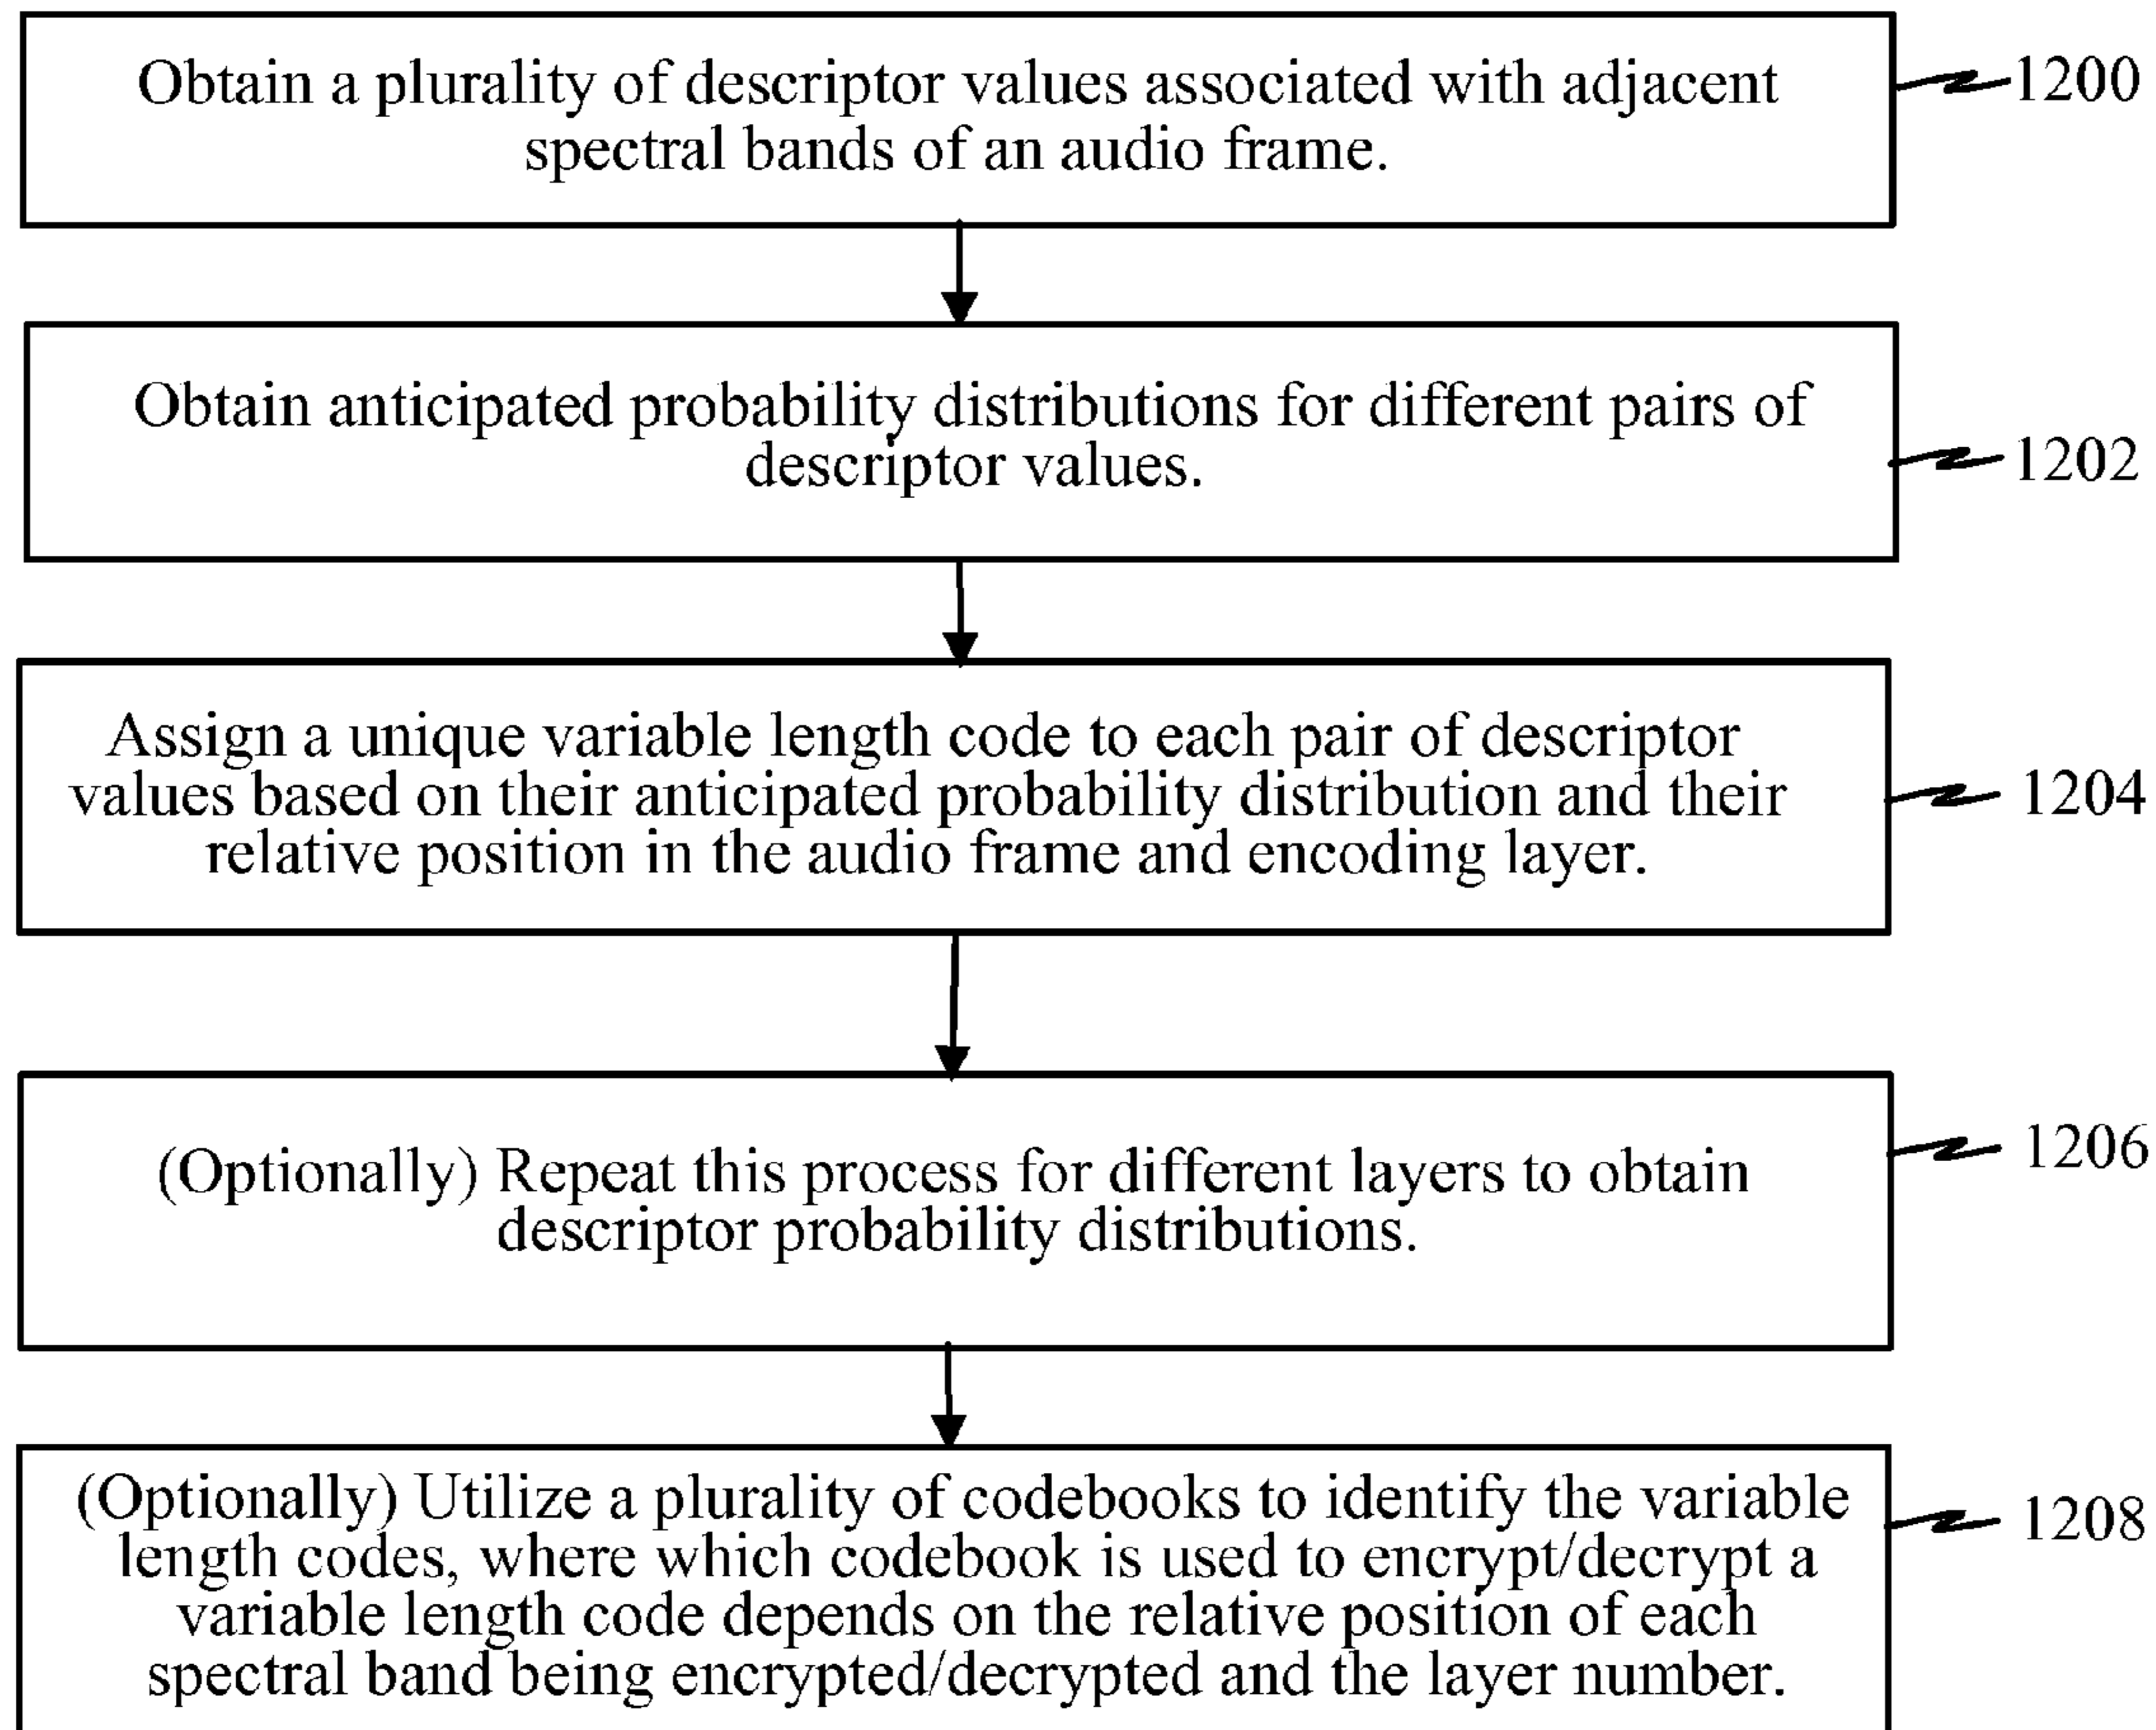 Obtain a plurality of descriptor values associated with adjacent
spectral bands of an audio frame.
1200
Obtain anticipated probability distributions for different pairs of
descriptor values.
1202
Assign a unique variable length code to each pair of descriptor
values based on their anticipated probability distribution and their
relative position in the audio frame and encoding layer.
1204
(Optionally) Repeat this process for different layers to obtain
descriptor probability distributions.
1206
(Optionally) Utilize a plurality of codebooks to identify the variable
length codes, where which codebook is used to encrypt/decrypt a
variable length code depends on the relative position of each
spectral band being encrypted/decrypted and the layer number.
1208